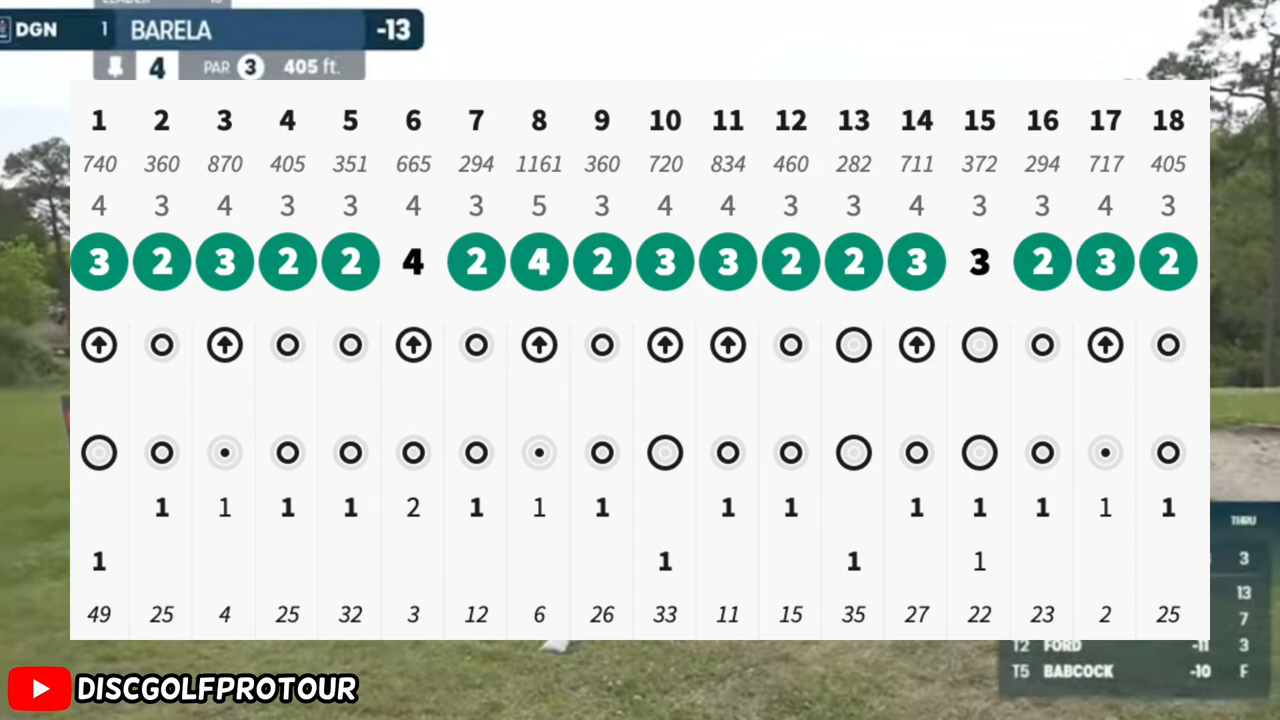 DGN 1 BARELA -13
4 PAR 3 405 ft.
1 2 3 4 5 6 7 8 9 10 11 12 13 14 15 16 17 18
740 360 870 405 351 665 294 1161 360 720 834 460 282 711 372 294 717 405
4 3 4 3 3 4 3 5 3 4 4 3 3 4 3 3 4 3
3 2 3 2 2 4 2 4 2 3 3 2 2 3 3 2 3 2
1 1 1 1 2 1 1 1 1 1 1 1 1 1 1
1 1 1 1
49 25 4 25 32 3 12 6 26 33 11 15 35 27 22 23 2 25
THRU
3
13
7
T2 FORD -11 3
T5 BABCOCK -10 F
DISCGOLFPROTOUR